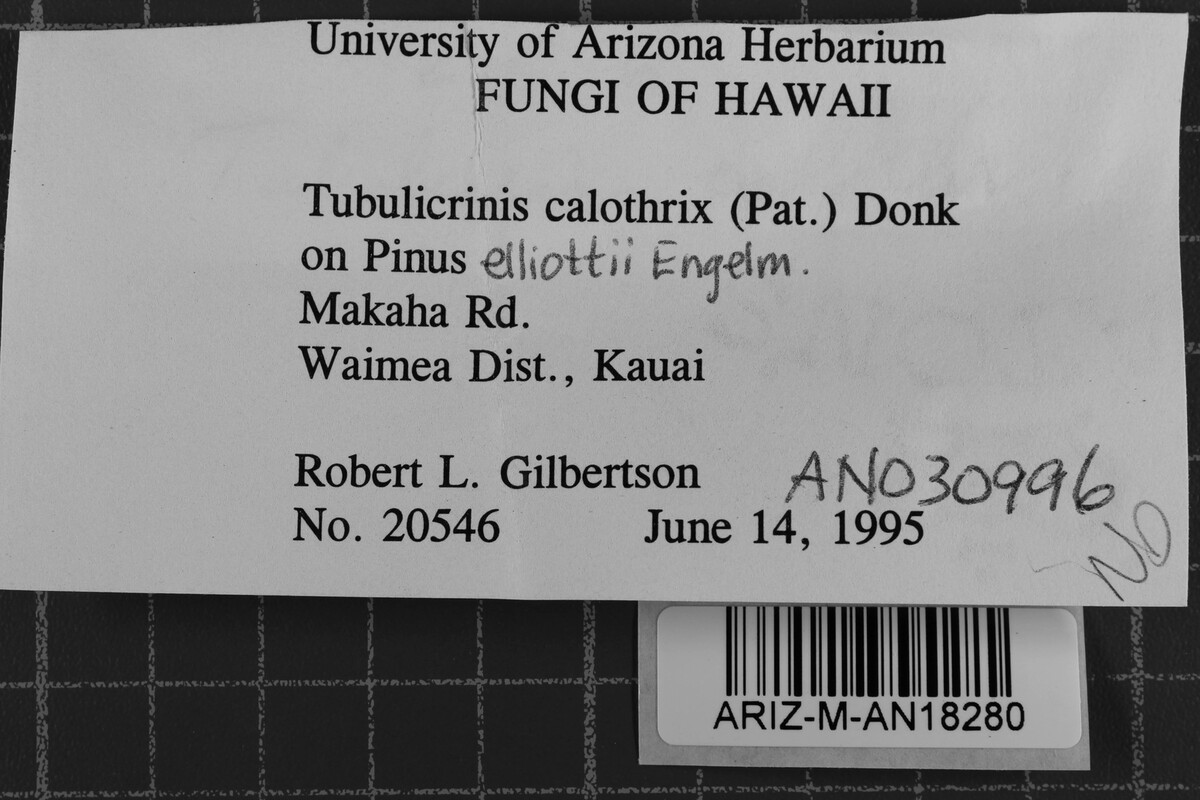 University of Arizona Herbarium
FUNGI OF HAWAII
Tubulicrinis calothrix (Pat.) Donk
on Pinus elliottii Engelm.
Makaha Rd.
Waimea Dist., Kauai
Robert L. Gilbertson AN030996
No. 20546 June 14, 1995
NO
ARIZ-M-AN18280